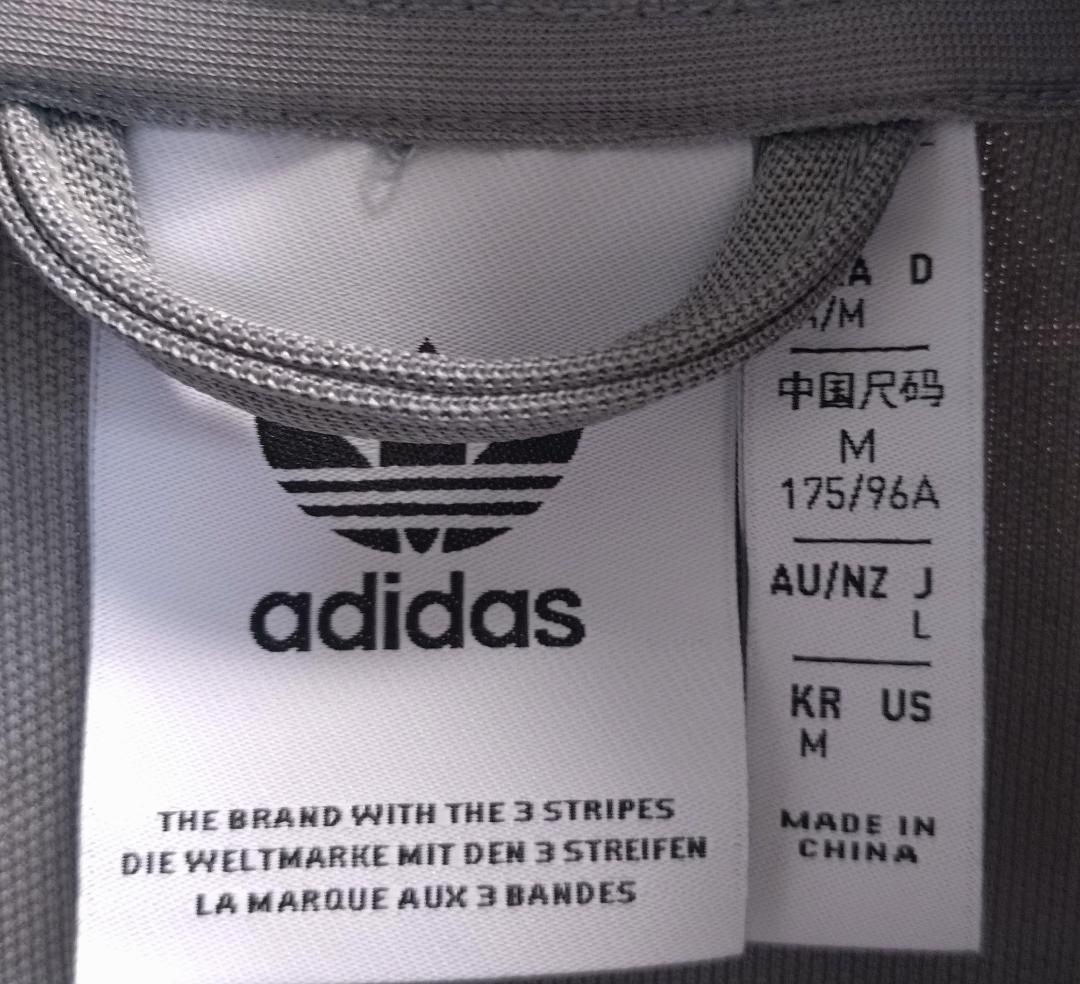 adidas
THE BRAND WITH THE 3 STRIPES
DIE WELTMARKE MIT DEN 3 STREIFEN
LA MARQUE AUX 3 BANDES
D
/M
中国尺码
M
175/96A
AU/NZ J
L
KR US
M
MADE IN
CHINA